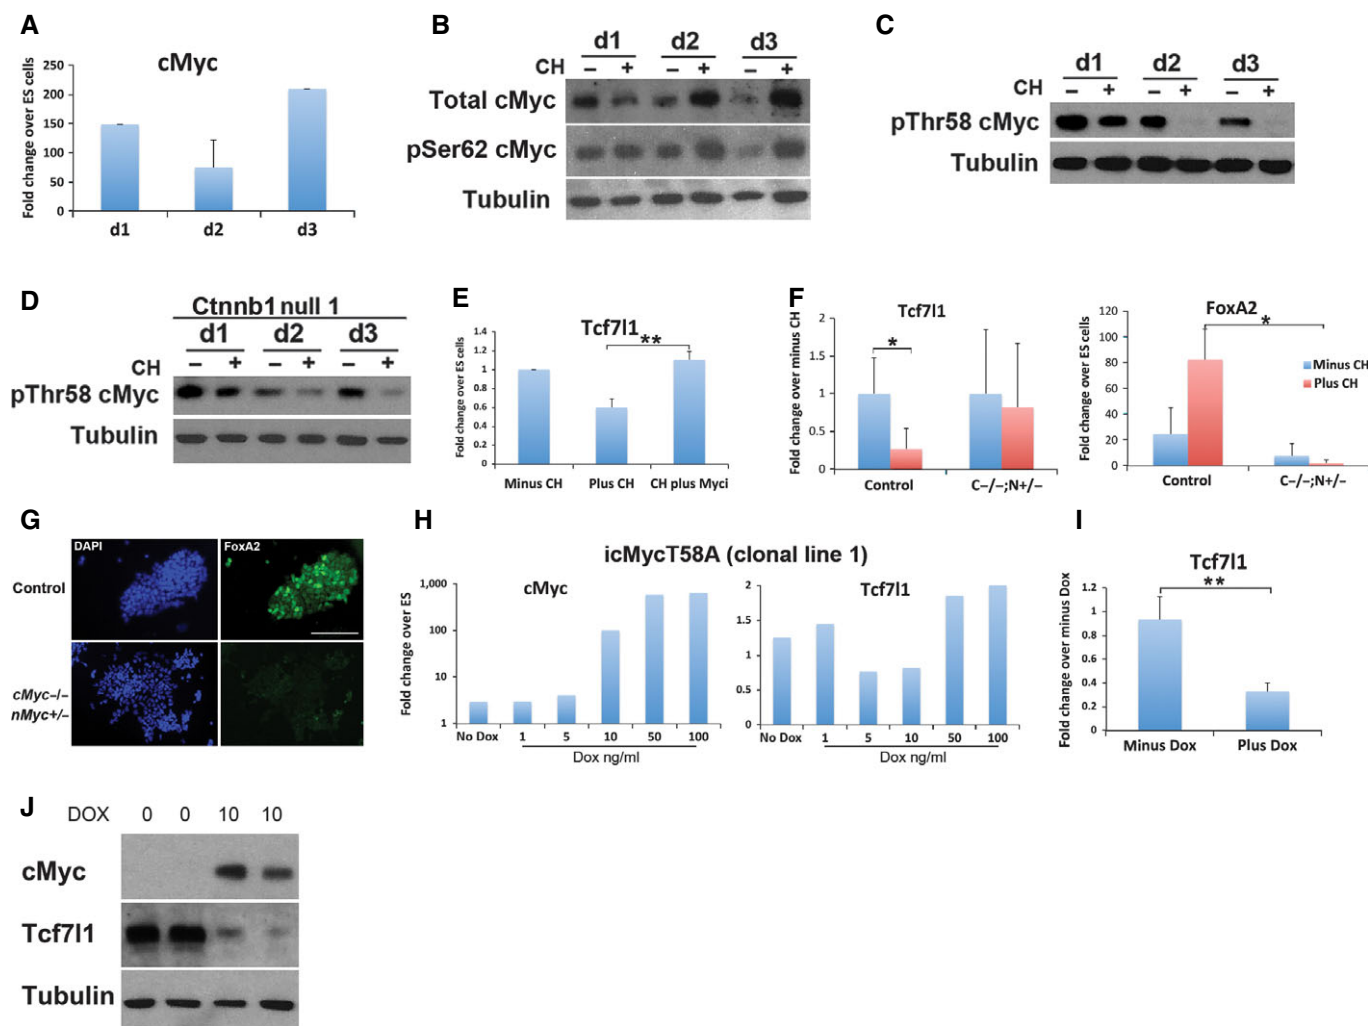 A
cMyc
Fold change over ES cells
250
200
150
100
50
0
d1 d2 d3
B
d1 d2 d3
CH – + – + – +
Total cMyc
pSer62 cMyc
Tubulin
C
d1 d2 d3
CH – + – + – +
pThr58 cMyc
Tubulin
D
Ctnnb1 null 1
d1 d2 d3
CH – + – + – +
pThr58 cMyc
Tubulin
E
Tcf7l1
**
Fold change over ES cells
1.4
1.2
1
0.8
0.6
0.4
0.2
0
Minus CH Plus CH CH plus Myci
F
Tcf7l1
*
Fold change over minus CH
2
1.5
1
0.5
0
Control C–/–;N+/–
FoxA2
*
Fold change over ES cells
120
100
80
60
40
20
0
Control C–/–;N+/–
Minus CH
Plus CH
G
DAPI FoxA2
Control
cMyc–/–
nMyc+/–
H
icMycT58A (clonal line 1)
cMyc
Fold change over ES
1,000
100
10
1
No Dox 1 5 10 50 100
Dox ng/ml
Tcf7l1
2
1.5
1
0.5
0
No Dox 1 5 10 50 100
Dox ng/ml
I
Tcf7l1
**
Fold change over minus Dox
1.2
1
0.8
0.6
0.4
0.2
0
Minus Dox Plus Dox
J
DOX 0 0 10 10
cMyc
Tcf7l1
Tubulin